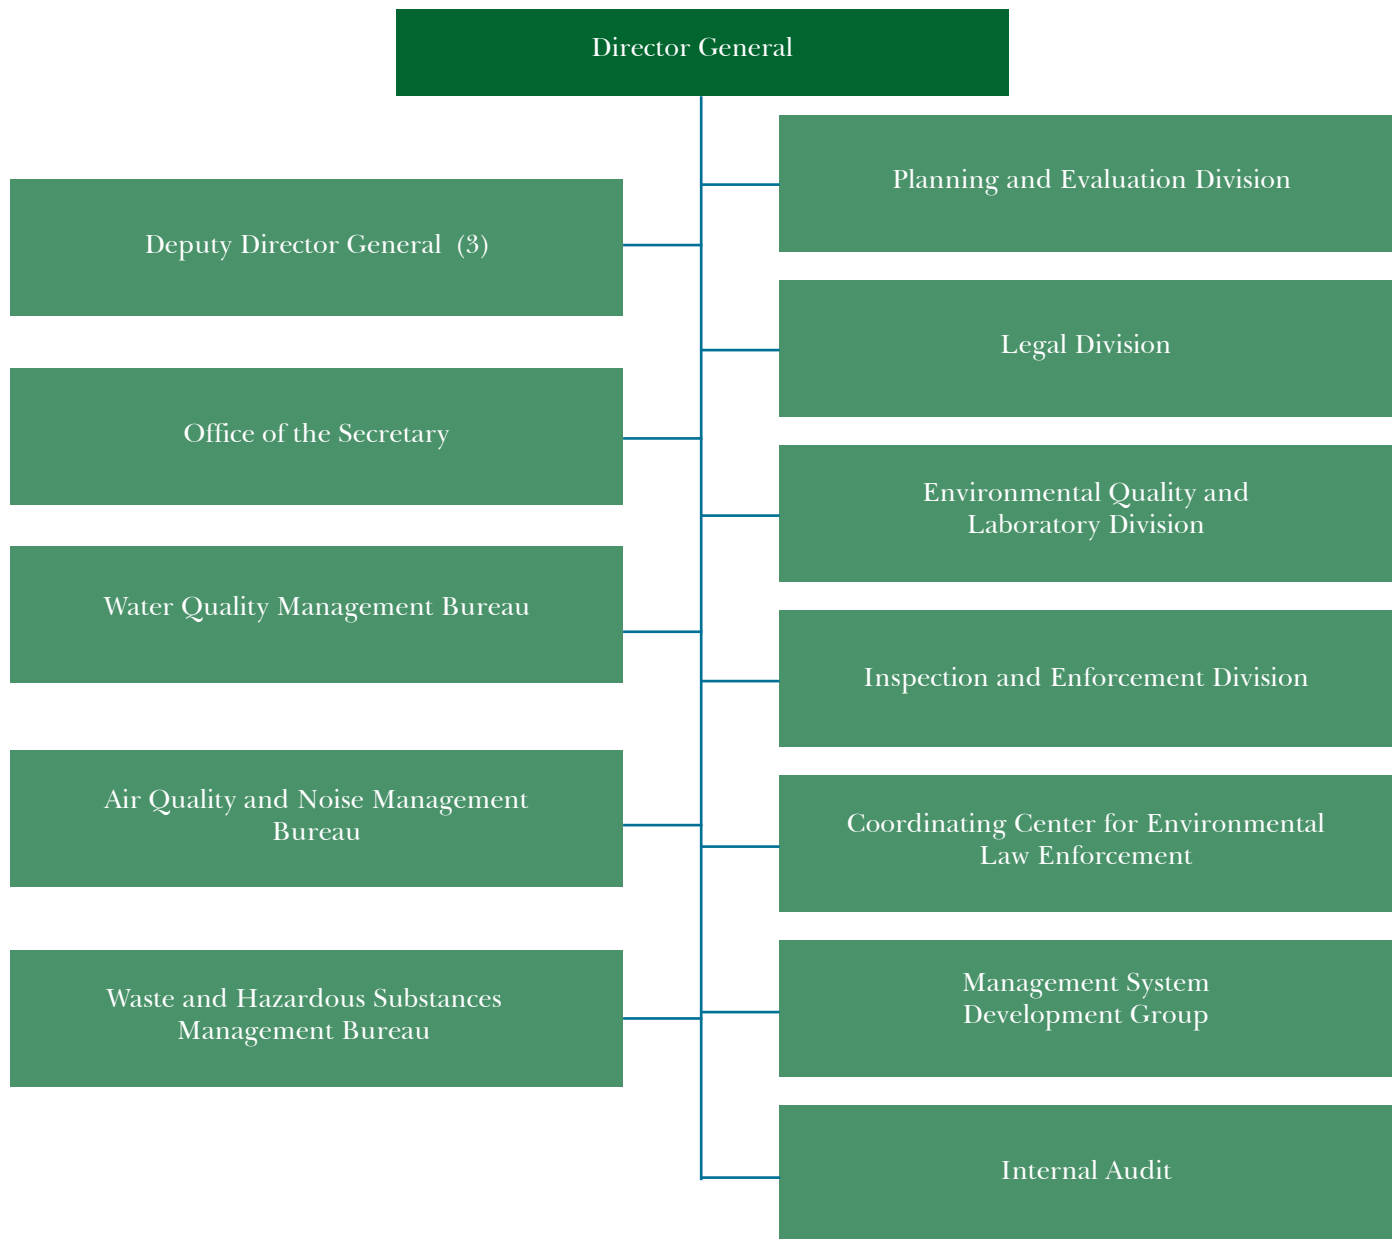 Director General
Deputy Director General (3)
Office of the Secretary
Water Quality Management Bureau
Air Quality and Noise Management
Bureau
Waste and Hazardous Substances
Management Bureau
Planning and Evaluation Division
Legal Division
Environmental Quality and
Laboratory Division
Inspection and Enforcement Division
Coordinating Center for Environmental
Law Enforcement
Management System
Development Group
Internal Audit